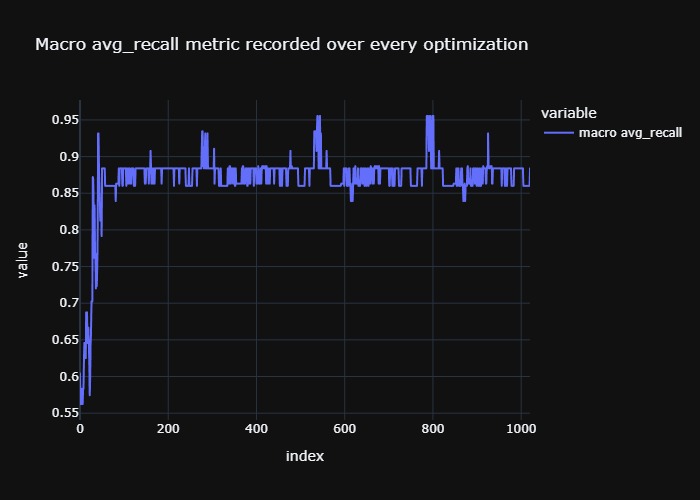 Macro avg_recall metric recorded over every optimization
variable
macro avg_recall
0.95
0.9
0.85
0.8
0.75
0.7
0.65
0.6
0.55
value
0 200 400 600 800 1000
index